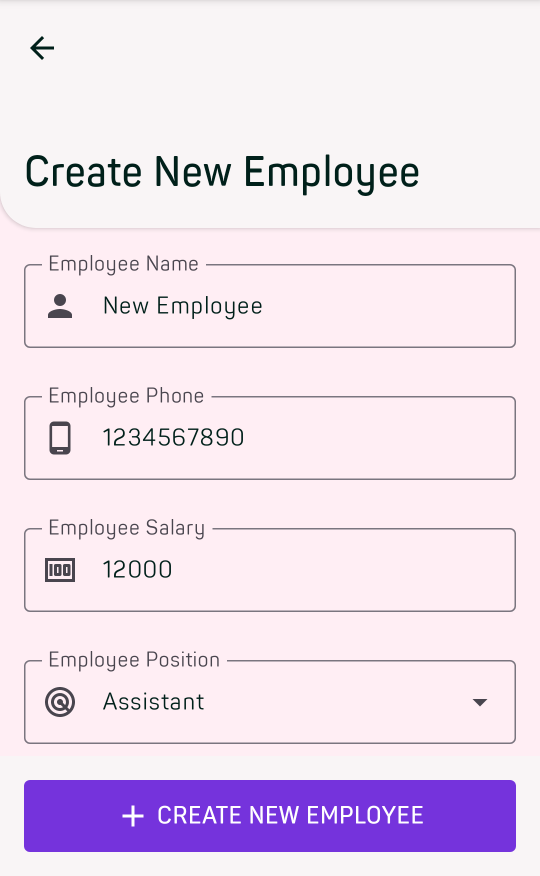 Create New Employee
Employee Name
New Employee
Employee Phone
1234567890
Employee Salary
100
12000
Employee Position
Assistant
CREATE NEW EMPLOYEE